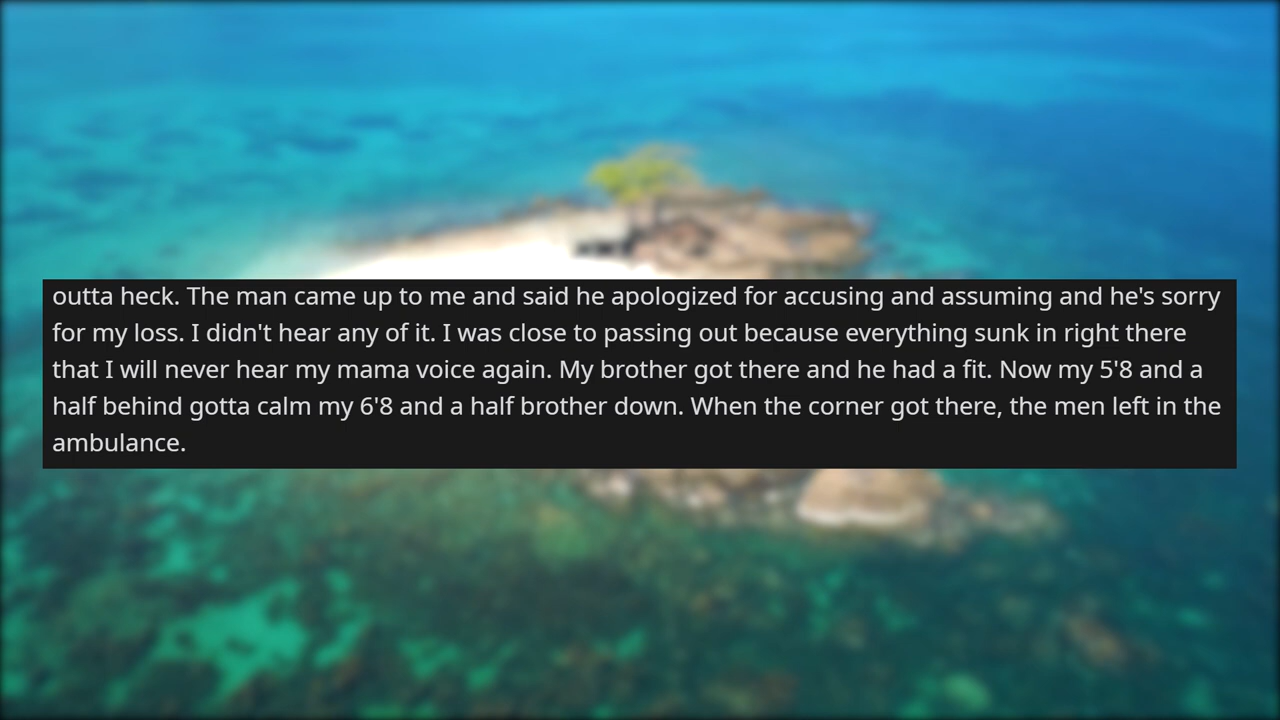 outta heck. The man came up to me and said he apologized for accusing and assuming and he's sorry
for my loss. I didn't hear any of it. I was close to passing out because everything sunk in right there
that I will never hear my mama voice again. My brother got there and he had a fit. Now my 5'8 and a
half behind gotta calm my 6'8 and a half brother down. When the corner got there, the men left in the
ambulance.